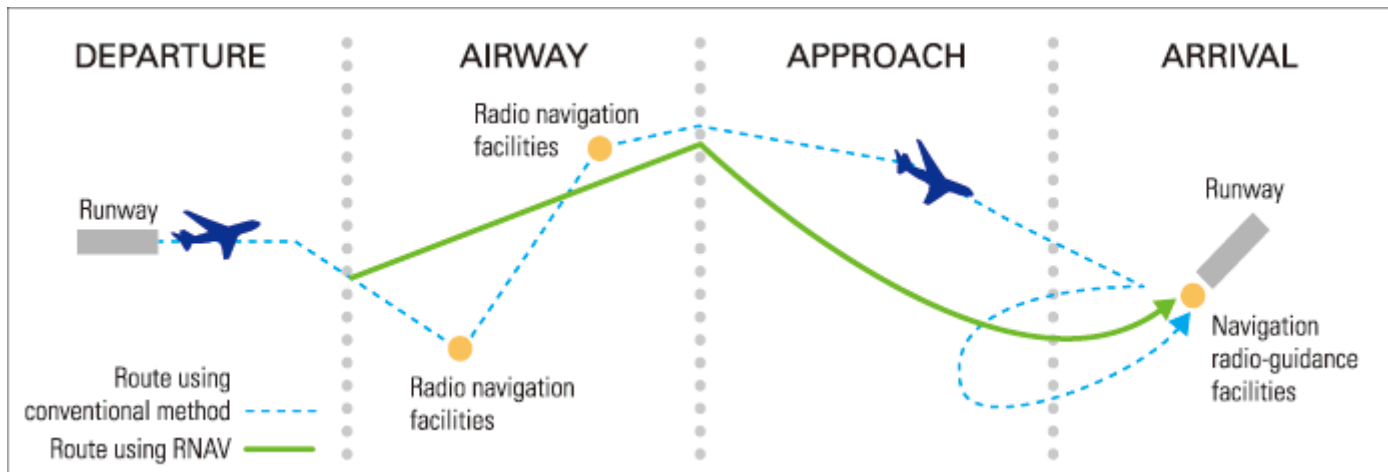 DEPARTURE
AIRWAY
APPROACH
ARRIVAL
Radio navigation
facilities
Runway
Runway
Radio navigation
facilities
Navigation
radio-guidance
facilities
Route using
conventional method
Route using RNAV